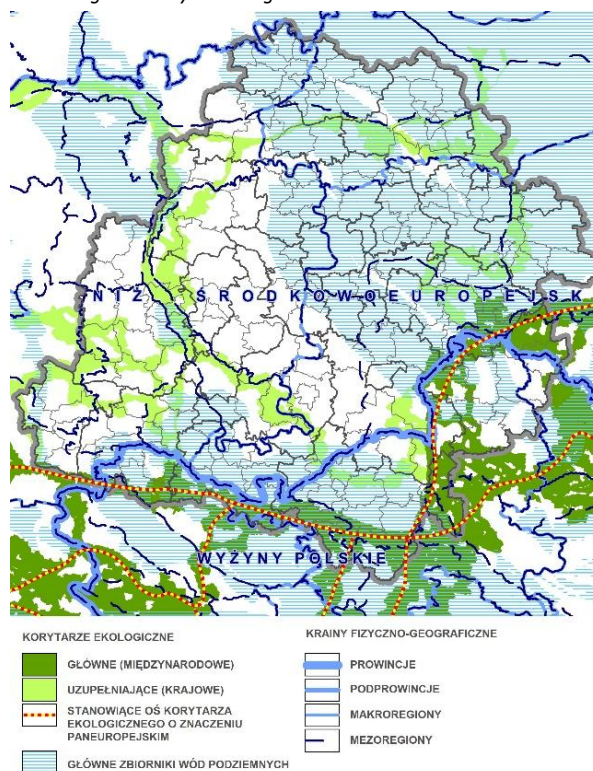 NIŻ ŚRODKOWOEUROPEJSK
WYŻYNY POLSKIE
KORYTARZE EKOLOGICZNE
GŁÓWNE (MIĘDZYNARODOWE)
UZUPEŁNIAJĄCE (KRAJOWE)
STANOWIĄCE OŚ KORYTARZA
EKOLOGICZNEGO O ZNACZENIU
PANEUROPEJSKIM
GŁÓWNE ZBIORNIKI WÓD PODZIEMNYCH
KRAINY FIZYCZNO-GEOGRAFICZNE
PROWINCJE
PODPROWINCJE
MAKROREGIONY
MEZOREGIONY